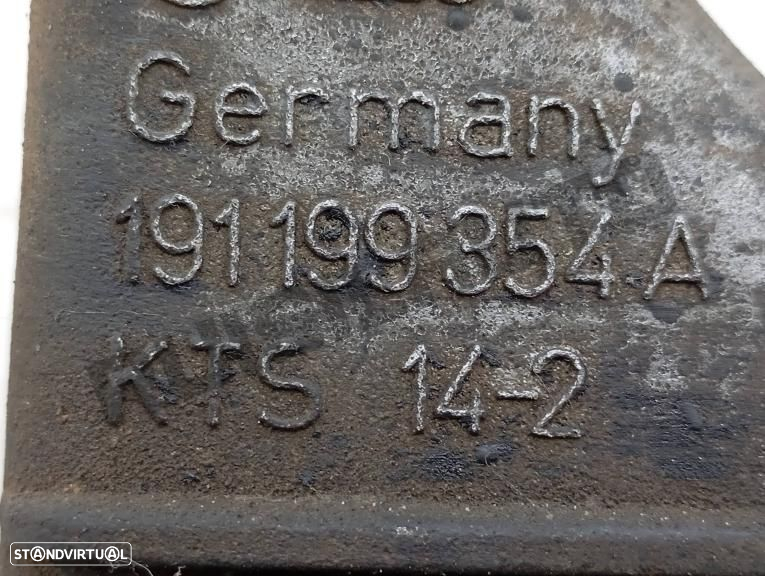 Germany
191 199 354 A
KTS 14-2
STANDVIRTUAL